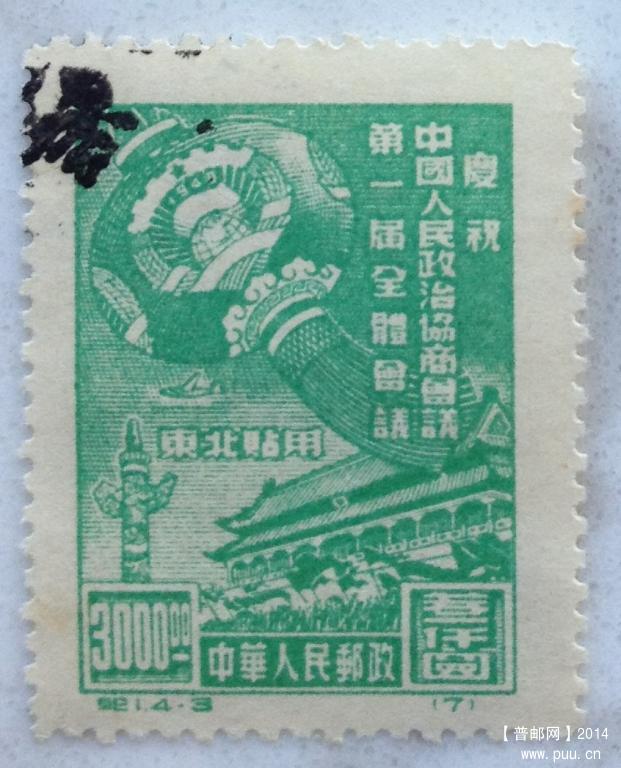 慶祝
中國人民政治協商會議
第一屆全體會議
東北貼用
3000.00
叁仟圓
中華人民郵政
紀1.4-3
(7)
【普邮网】2014
www.puu.cn